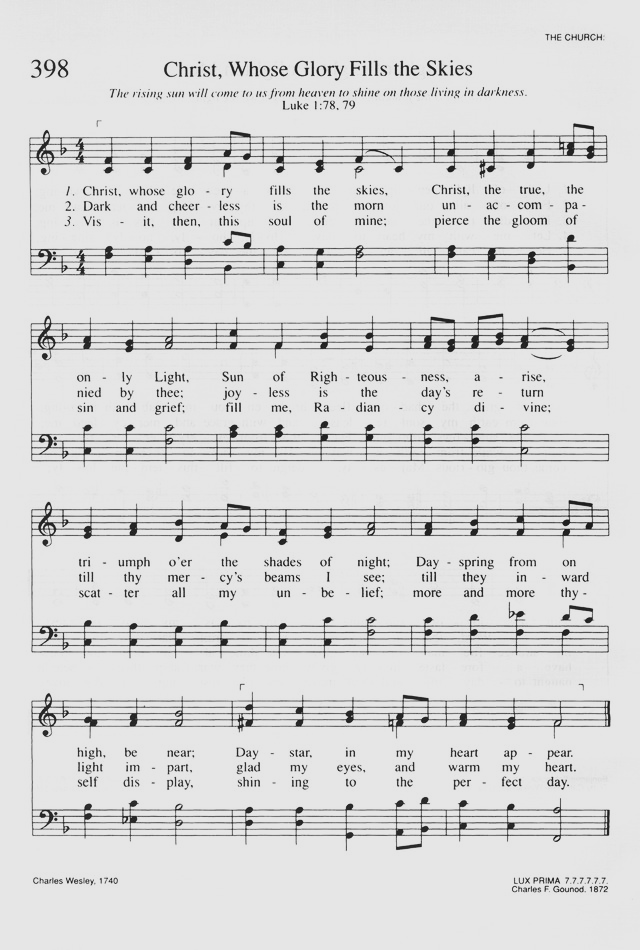 THE CHURCH:
398 Christ, Whose Glory Fills the Skies
The rising sun will come to us from heaven to shine on those living in darkness.
Luke 1:78, 79
1. Christ, whose glo - ry fills the skies, Christ, the true, the
2. Dark and cheer - less is the morn un - ac - com - pa -
3. Vis - it, then, this soul of mine; pierce the gloom of
on - ly Light, Sun of Righ - teous - ness, a - rise,
nied by thee; joy - less is the day's re - turn
sin and grief; fill me, Ra - dian - cy di - vine;
tri - umph o'er the shades of night; Day - spring from on
till thy mer - cy's beams I see; till they in - ward
scat - ter all my un - be - lief; more and more thy -
high, be near; Day - star, in my heart ap - pear.
light im - part, glad my eyes, and warm my heart.
self dis - play, shin - ing to the per - fect day.
Charles Wesley, 1740
LUX PRIMA 7.7.7.7.7.7.
Charles F. Gounod. 1872